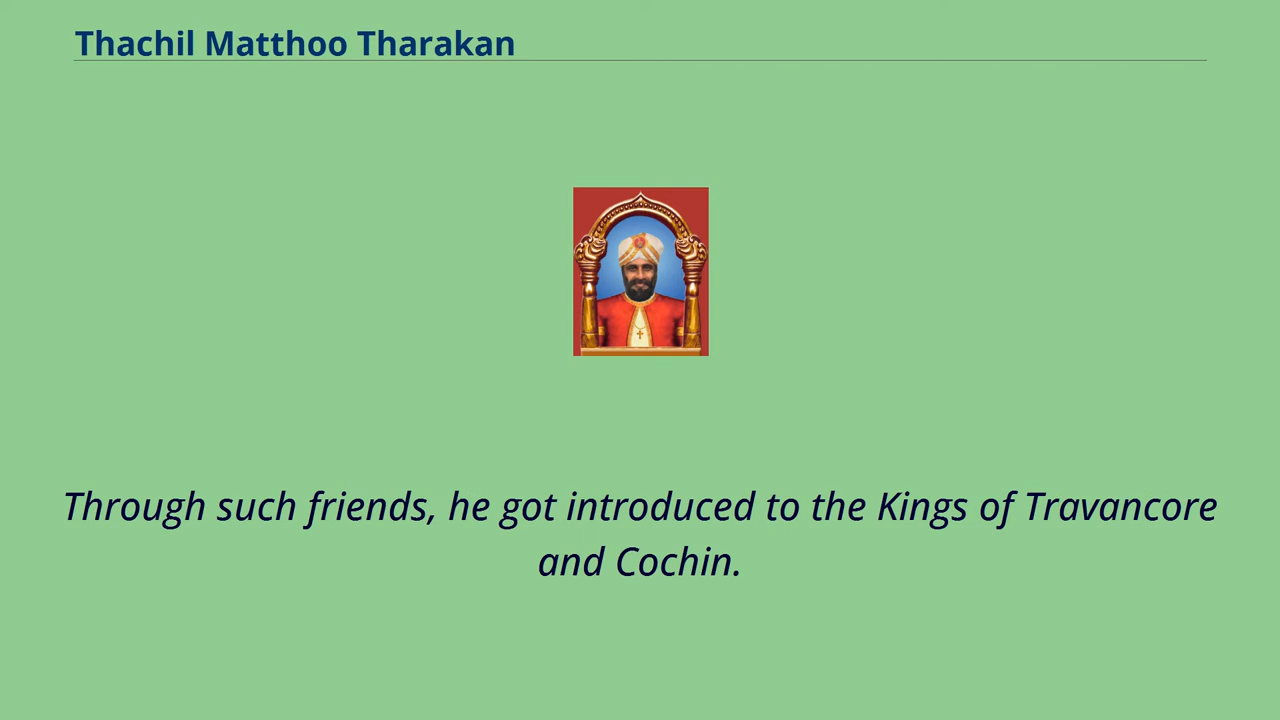 Thachil Matthoo Tharakan
Through such friends, he got introduced to the Kings of Travancore
and Cochin.